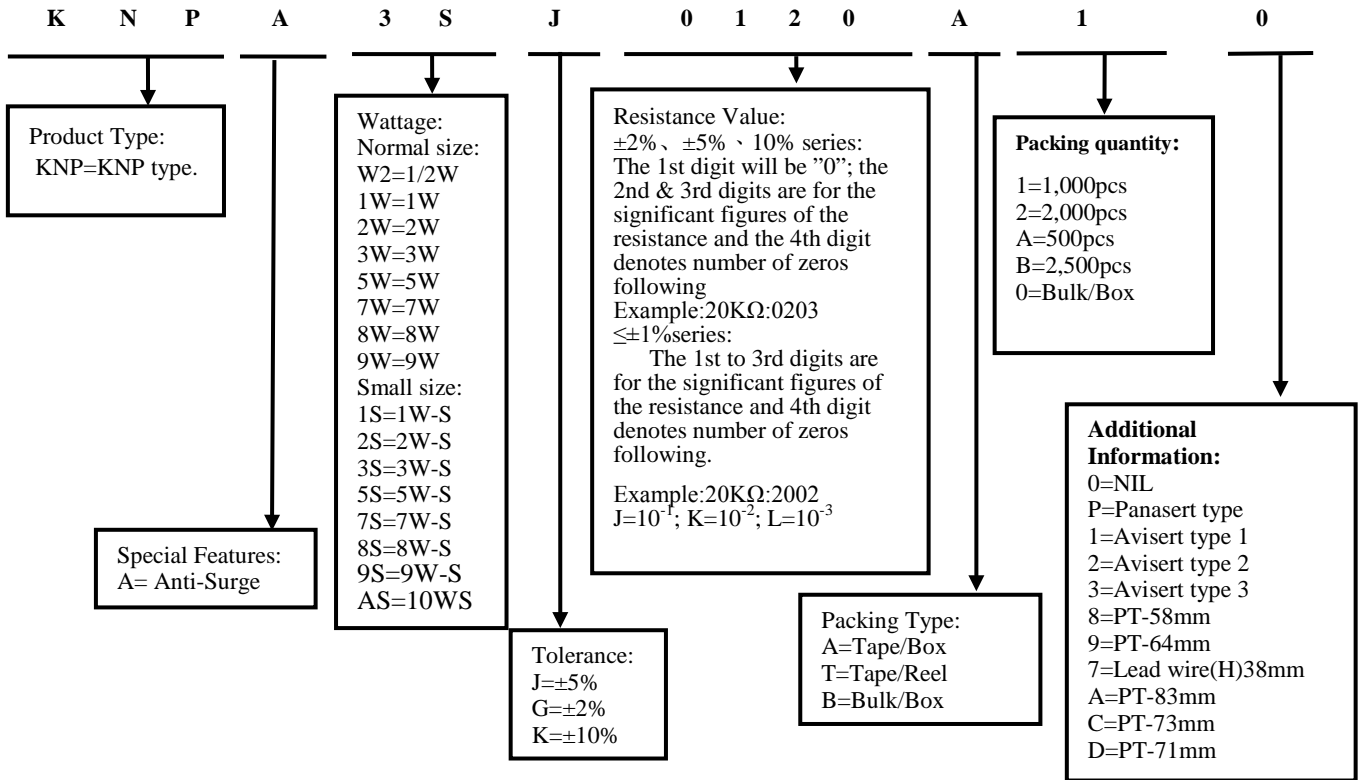 K N P A 3 S J 0 1 2 0 A 1 0
Product Type:
KNP=KNP type.
Special Features:
A= Anti-Surge
Wattage:
Normal size:
W2=1/2W
1W=1W
2W=2W
3W=3W
5W=5W
7W=7W
8W=8W
9W=9W
Small size:
1S=1W-S
2S=2W-S
3S=3W-S
5S=5W-S
7S=7W-S
8S=8W-S
9S=9W-S
AS=10WS
Tolerance:
J=±5%
G=±2%
K=±10%
Resistance Value:
±2%、±5%、10% series:
The 1st digit will be ”0”; the
2nd & 3rd digits are for the
significant figures of the
resistance and the 4th digit
denotes number of zeros
following
Example:20KΩ:0203
≤±1%series:
The 1st to 3rd digits are
for the significant figures of
the resistance and 4th digit
denotes number of zeros
following.
Example:20KΩ:2002
J=10⁻¹; K=10⁻²; L=10⁻³
Packing Type:
A=Tape/Box
T=Tape/Reel
B=Bulk/Box
Packing quantity:
1=1,000pcs
2=2,000pcs
A=500pcs
B=2,500pcs
0=Bulk/Box
Additional
Information:
0=NIL
P=Panasert type
1=Avisert type 1
2=Avisert type 2
3=Avisert type 3
8=PT-58mm
9=PT-64mm
7=Lead wire(H)38mm
A=PT-83mm
C=PT-73mm
D=PT-71mm